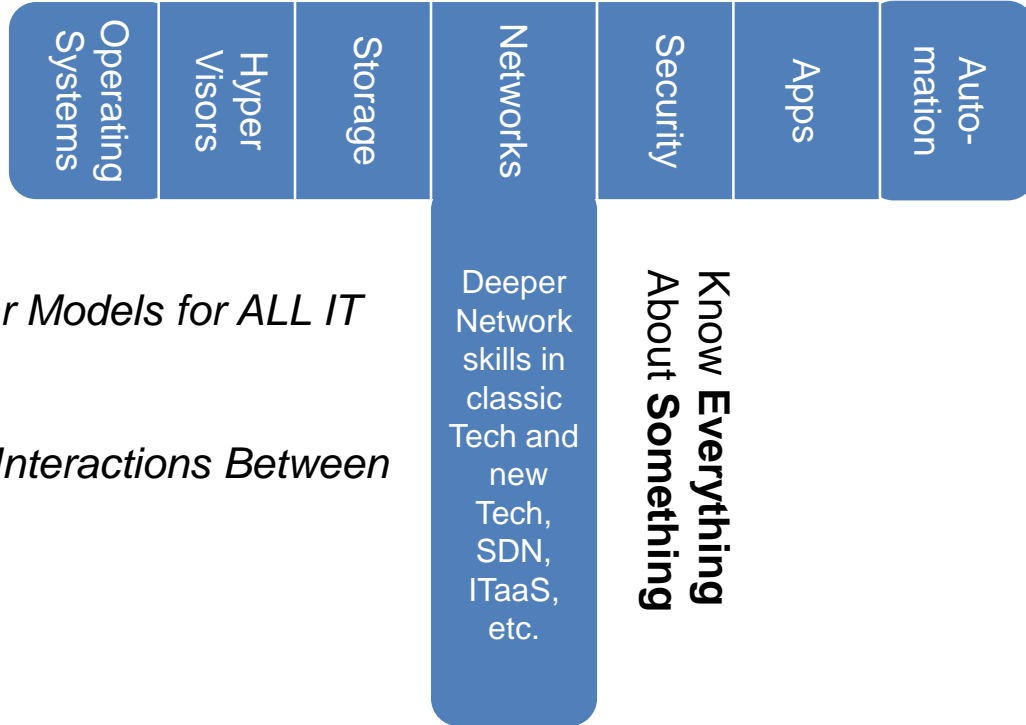 Operating
Systems
Hyper
Visors
Storage
Networks
Security
Apps
Auto-
mation
r Models for ALL IT
Interactions Between
Deeper
Network
skills in
classic
Tech and
new
Tech,
SDN,
ITaaS,
etc.
Know Everything
About Something